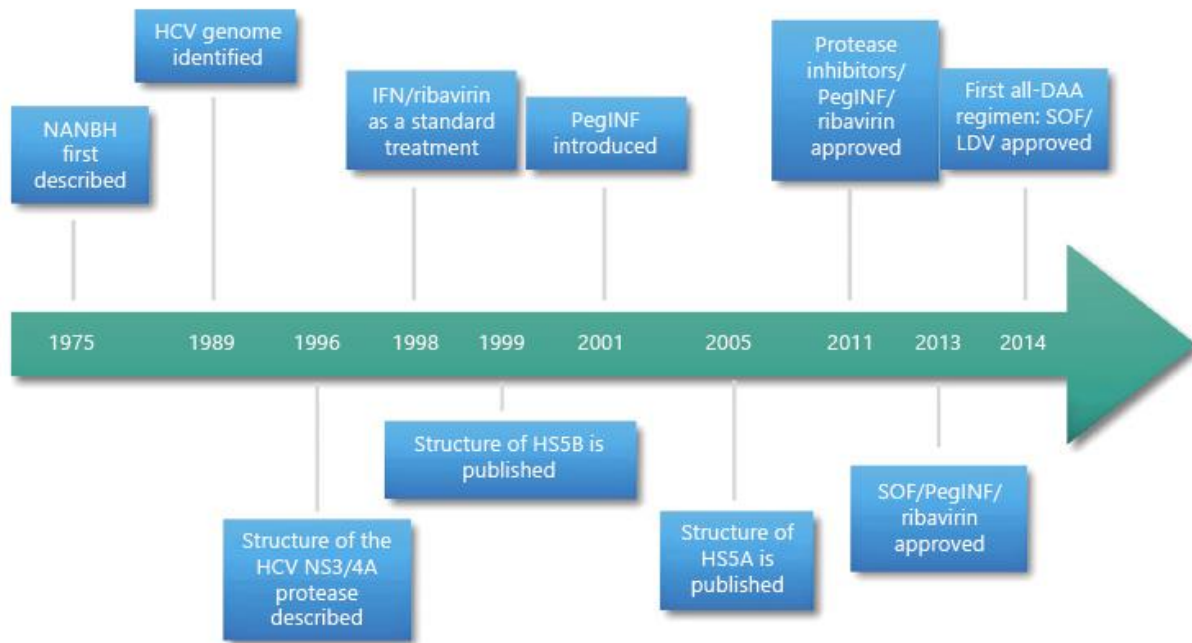 HCV genome
identified
NANBH
first
described
IFN/ribavirin
as a standard
treatment
PegINF
introduced
Protease
inhibitors/
PegINF/
ribavirin
approved
First all-DAA
regimen: SOF/
LDV approved
1975
1989
1996
1998
1999
2001
2005
2011
2013
2014
Structure of the
HCV NS3/4A
protease
described
Structure of HS5B is
published
Structure of
HS5A is
published
SOF/PegINF/
ribavirin
approved